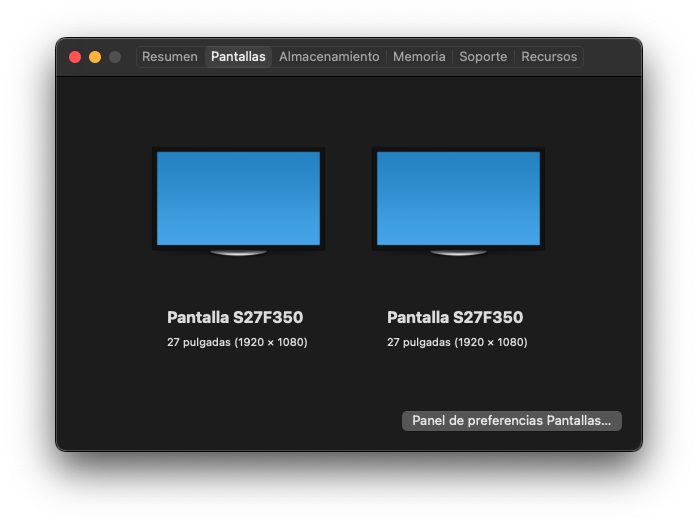 Resumen Pantallas Almacenamiento Memoria Soporte Recursos
Pantalla S27F350 Pantalla S27F350
27 pulgadas (1920 × 1080) 27 pulgadas (1920 × 1080)
Panel de preferencias Pantallas...